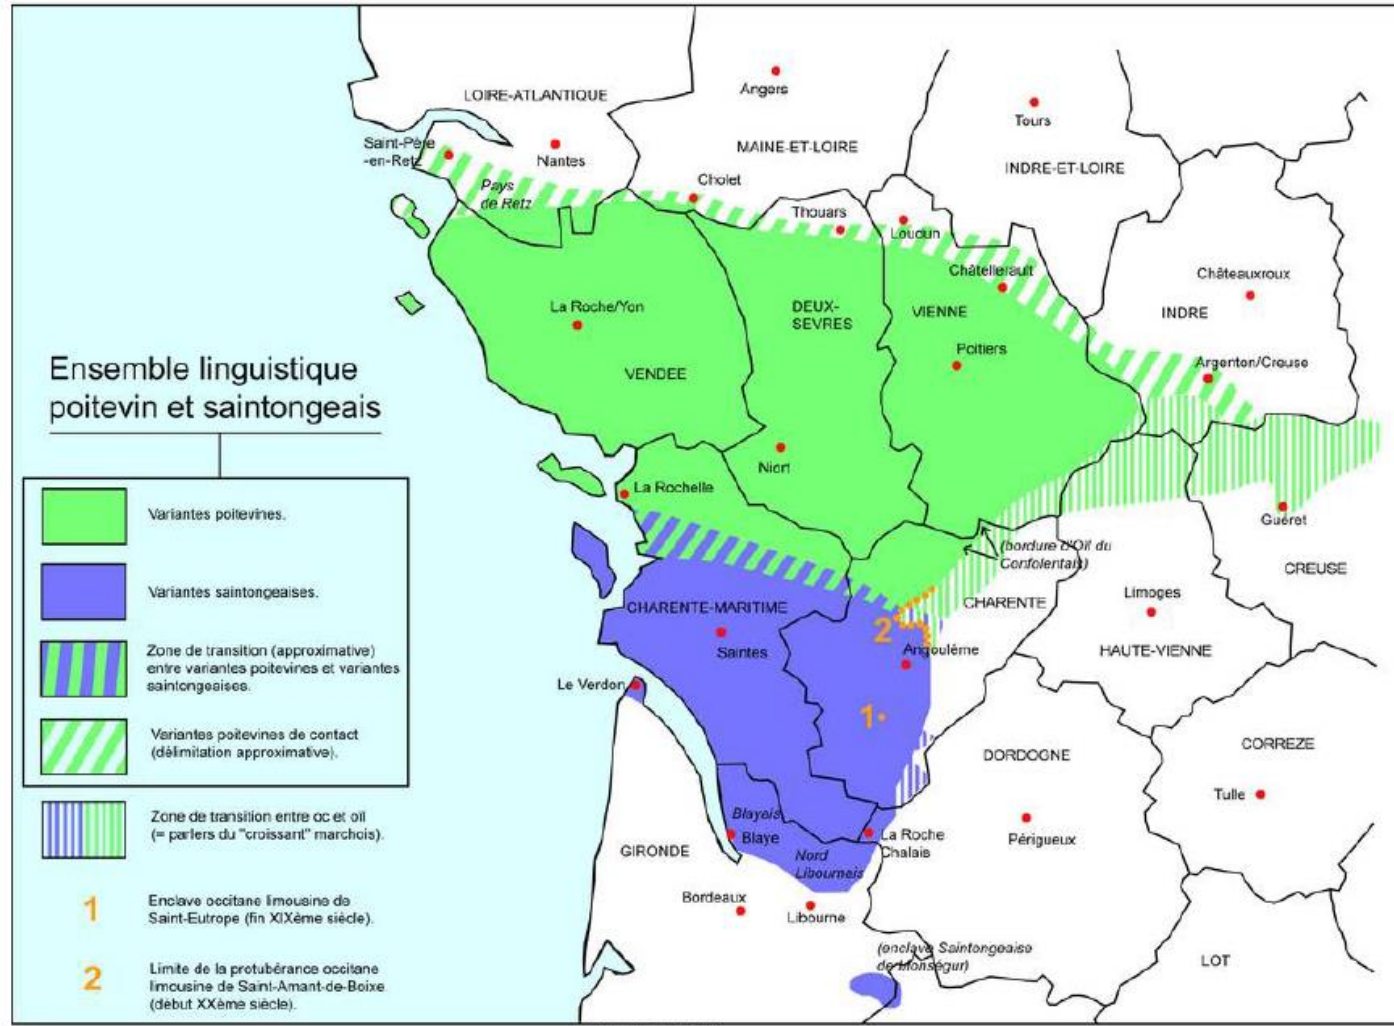 LOIRE-ATLANTIQUE
Angers
Tours
Saint-Père
-en-Retz
Nantes
MAINE-ET-LOIRE
INDRE-ET-LOIRE
Pays
de Retz
Cholet
Thouars
Loudun
Châtellerault
Châteauxroux
La Roche/Yon
DEUX-
SEVRES
VIENNE
INDRE
Poitiers
Argenton/Creuse
VENDEE
Ensemble linguistique
poitevin et saintongeais
Niort
La Rochelle
Guéret
Variantes poitevines.
(bordure d'Oïl du
Confolentais)
CREUSE
Variantes saintongeaises.
CHARENTE-MARITIME
CHARENTE
Limoges
2
Saintes
Angoulême
HAUTE-VIENNE
Zone de transition (approximative)
entre variantes poitevines et variantes
saintongeaises.
Le Verdon
1
Variantes poitevines de contact
(délimitation approximative).
DORDOGNE
CORREZE
Tulle
Zone de transition entre oc et oïl
(= parlers du "croissant" marchois).
Blayais
Blaye
La Roche
Chalais
Périgueux
GIRONDE
Nord
Libournais
Bordeaux
Libourne
1
Enclave occitane limousine de
Saint-Eutrope (fin XIXème siècle).
(enclave Saintongeaise
de Monségur)
LOT
2
Limite de la protubérance occitane
limousine de Saint-Amant-de-Boixe
(début XXème siècle).